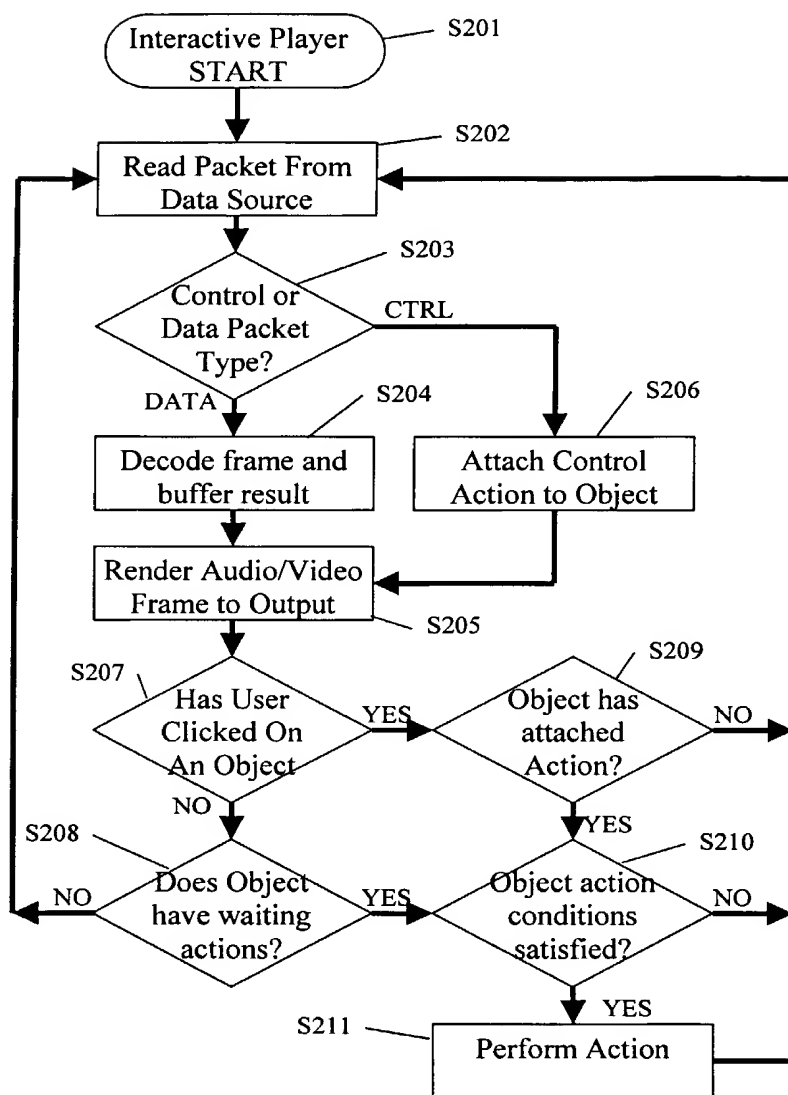 Interactive Player
START
S201
S202
Read Packet From
Data Source
S203
Control or
Data Packet
Type?
CTRL
DATA
S204
S206
Decode frame and
buffer result
Attach Control
Action to Object
Render Audio/Video
Frame to Output
S205
S207
Has User
Clicked On
An Object
YES
S209
Object has
attached
Action?
NO
NO
YES
S208
Does Object
have waiting
actions?
NO
YES
S210
Object action
conditions
satisfied?
NO
YES
S211
Perform Action